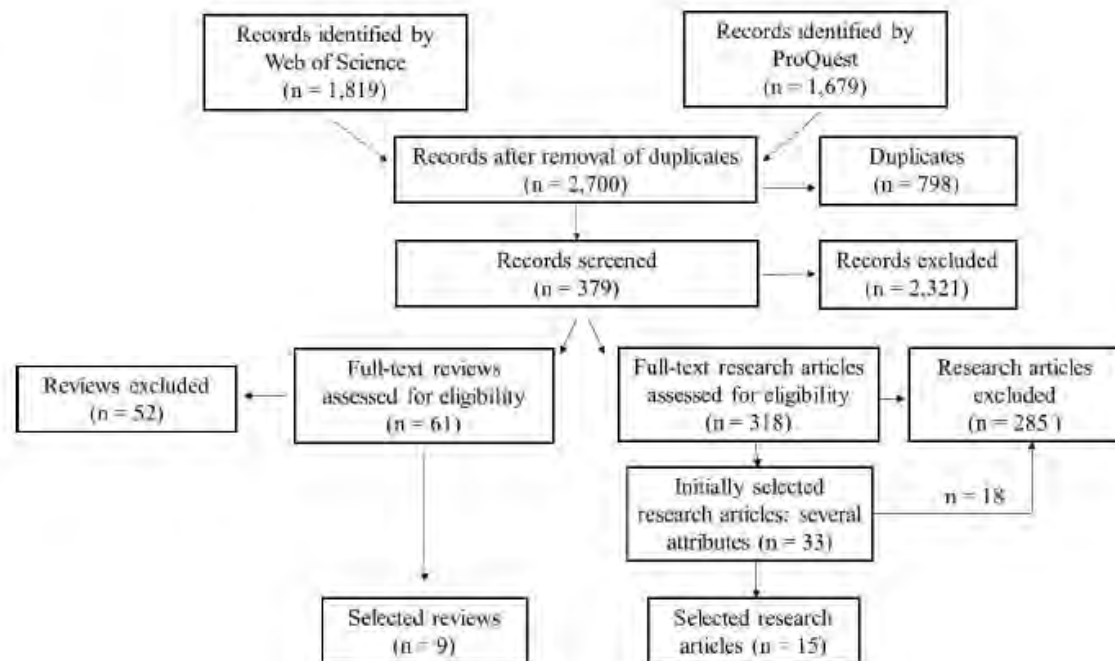 Records identified by
Web of Science
(n = 1,819)
Records identified by
ProQuest
(n = 1,679)
Records after removal of duplicates
(n = 2,700)
Duplicates
(n = 798)
Records screened
(n = 379)
Records excluded
(n = 2,321)
Reviews excluded
(n = 52)
Full-text reviews
assessed for eligibility
(n = 61)
Full-text research articles
assessed for eligibility
(n = 318)
Research articles
excluded
(n = 285)
Initially selected
research articles: several
attributes (n = 33)
n = 18
Selected reviews
(n = 9)
Selected research
articles (n = 15)